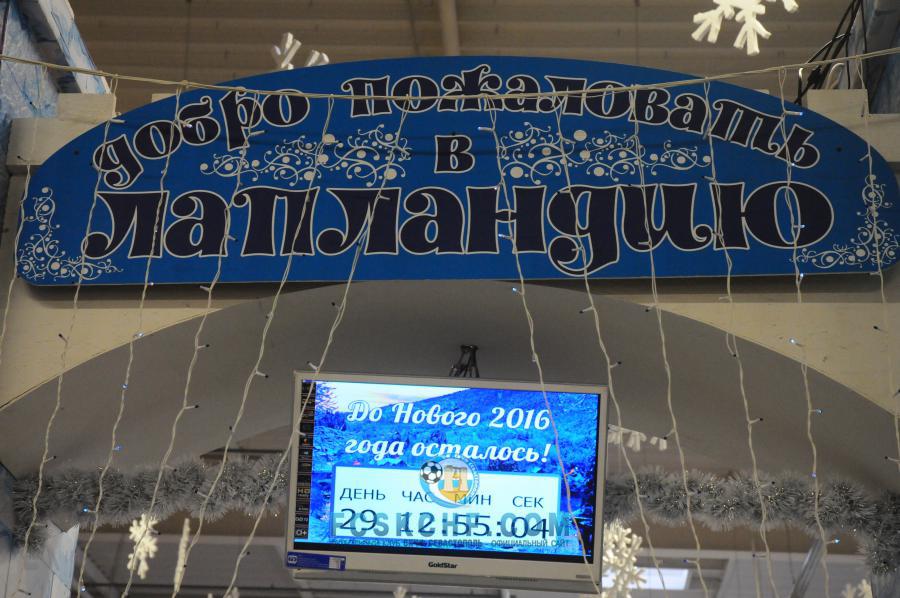 добро пожаловать
в
лапландию
До Нового 2016
года осталось!
ДЕНЬ ЧАС МИН СЕК
29 12:55:04
GoldStar